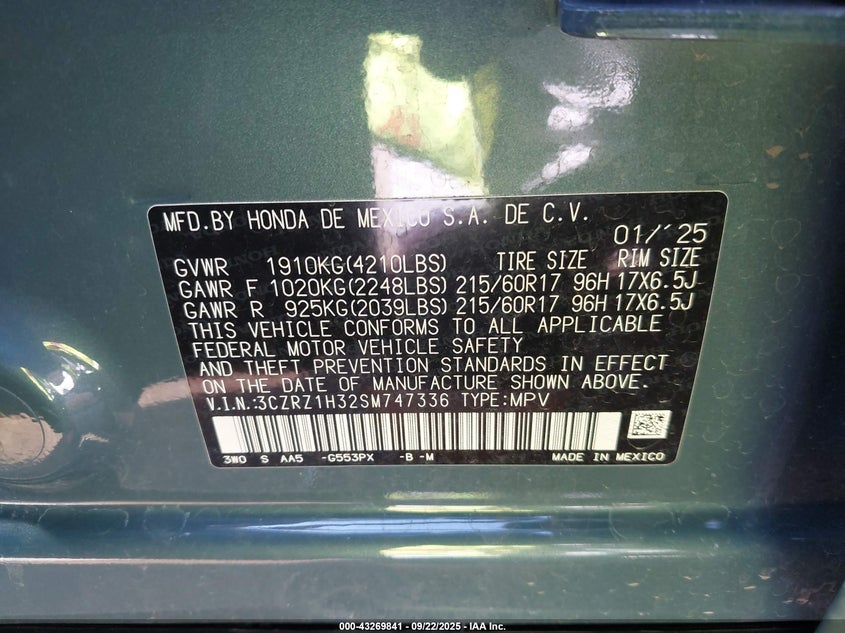 MFD.BY HONDA DE MEXICO S.A. DE C.V.
01/'25
GVWR 1910KG(4210LBS) TIRE SIZE RIM SIZE
GAWR F 1020KG(2248LBS) 215/60R17 96H 17X6.5J
GAWR R 925KG(2039LBS) 215/60R17 96H 17X6.5J
THIS VEHICLE CONFORMS TO ALL APPLICABLE
FEDERAL MOTOR VEHICLE SAFETY
AND THEFT PREVENTION STANDARDS IN EFFECT
ON THE DATE OF MANUFACTURE SHOWN ABOVE.
V.I.N.:3CZRZ1H32SM747336 TYPE:MPV
3W0 S AA5 -G553PX -B -M MADE IN MEXICO
000-43269841 - 09/22/2025 - IAA Inc.